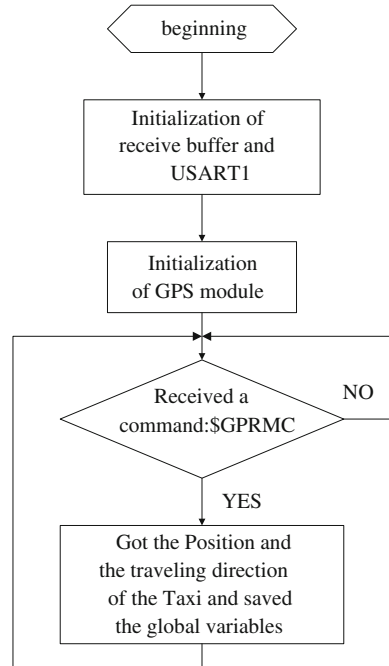 beginning
Initialization of
receive buffer and
USART1
Initialization
of GPS module
Received a
command:$GPRMC
NO
YES
Got the Position and
the traveling direction
of the Taxi and saved
the global variables